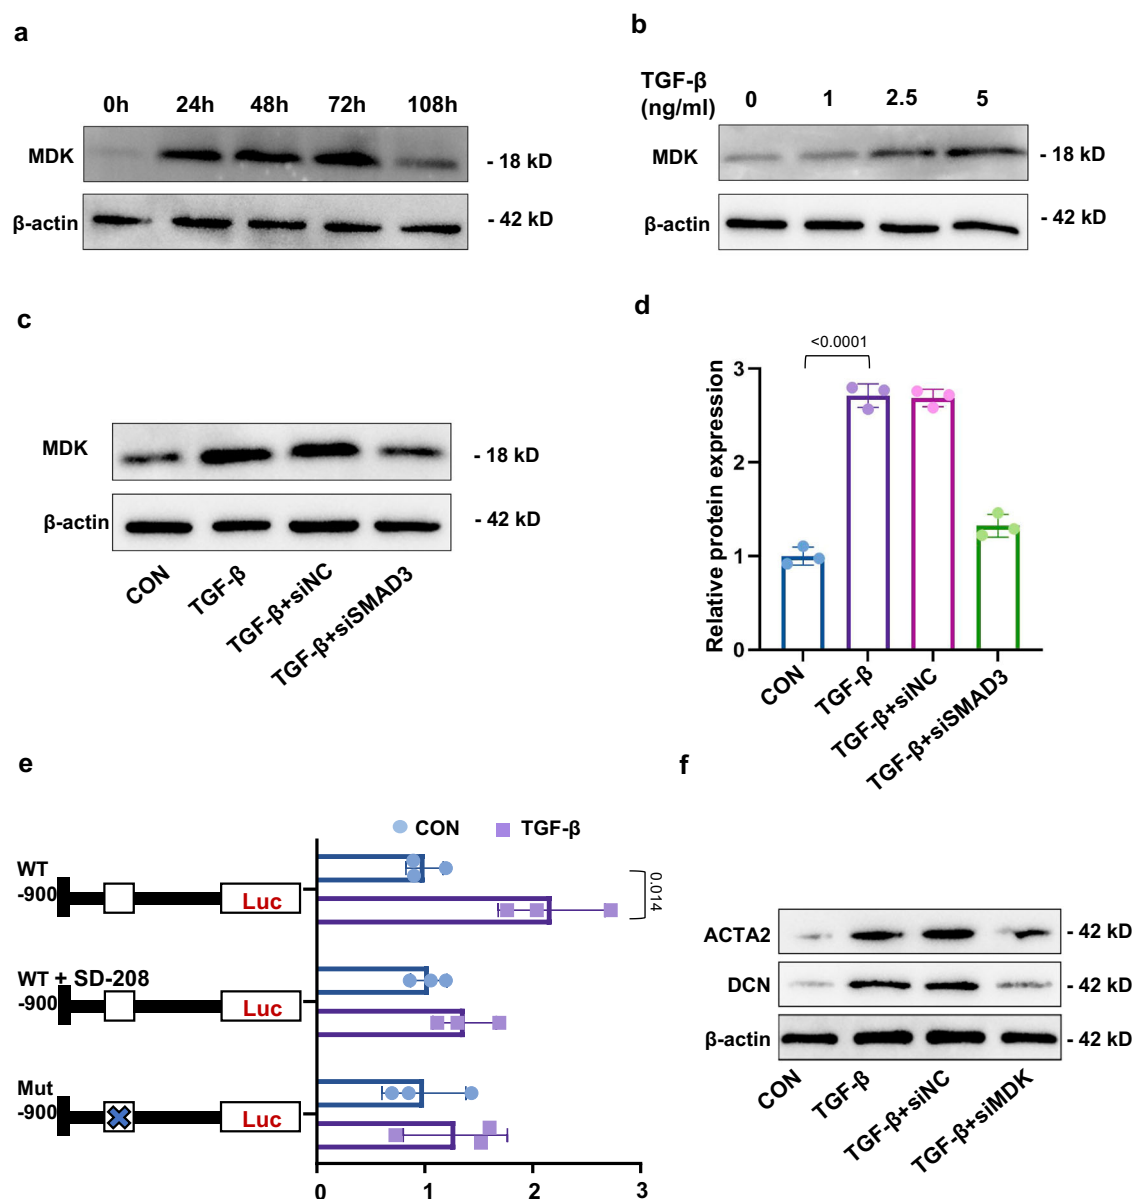 a
0h 24h 48h 72h 108h
MDK - 18 kD
β-actin - 42 kD
b
TGF-β
(ng/ml) 0 1 2.5 5
MDK - 18 kD
β-actin - 42 kD
c
MDK - 18 kD
β-actin - 42 kD
CON TGF-β TGF-β+siNC TGF-β+siSMAD3
d
<0.0001
Relative protein expression
3
2
1
0
CON TGF-β TGF-β+siNC TGF-β+siSMAD3
e
CON TGF-β
WT
-900 Luc
0.014
WT + SD-208
-900 Luc
Mut
-900 Luc
0 1 2 3
f
ACTA2 - 42 kD
DCN - 42 kD
β-actin - 42 kD
CON TGF-β TGF-β+siNC TGF-β+siMDK